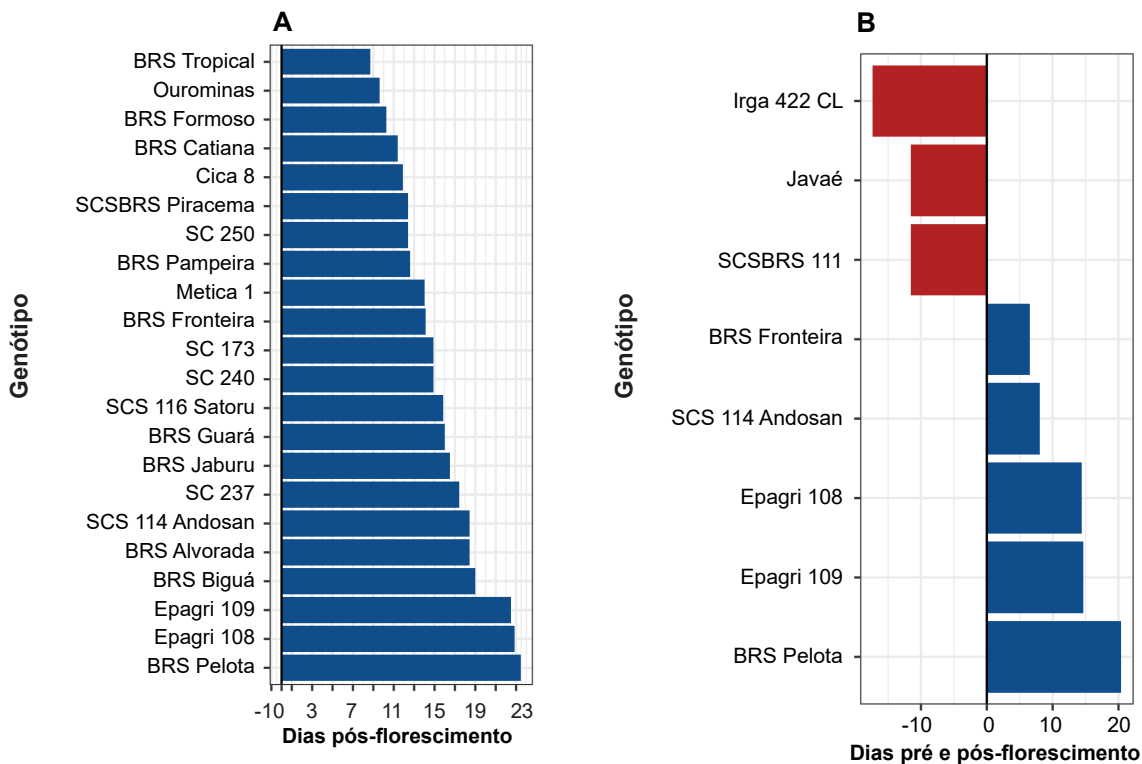 A
Genótipo
BRS Tropical
Ourominas
BRS Formoso
BRS Catiana
Cica 8
SCSBRS Piracema
SC 250
BRS Pampeira
Metica 1
BRS Fronteira
SC 173
SC 240
SCS 116 Satoru
BRS Guará
BRS Jaburu
SC 237
SCS 114 Andosan
BRS Alvorada
BRS Biguá
Epagri 109
Epagri 108
BRS Pelota
-10 3 7 11 15 19 23
Dias pós-florescimento
B
Genótipo
Irga 422 CL
Javaé
SCSBRS 111
BRS Fronteira
SCS 114 Andosan
Epagri 108
Epagri 109
BRS Pelota
-10 0 10 20
Dias pré e pós-florescimento